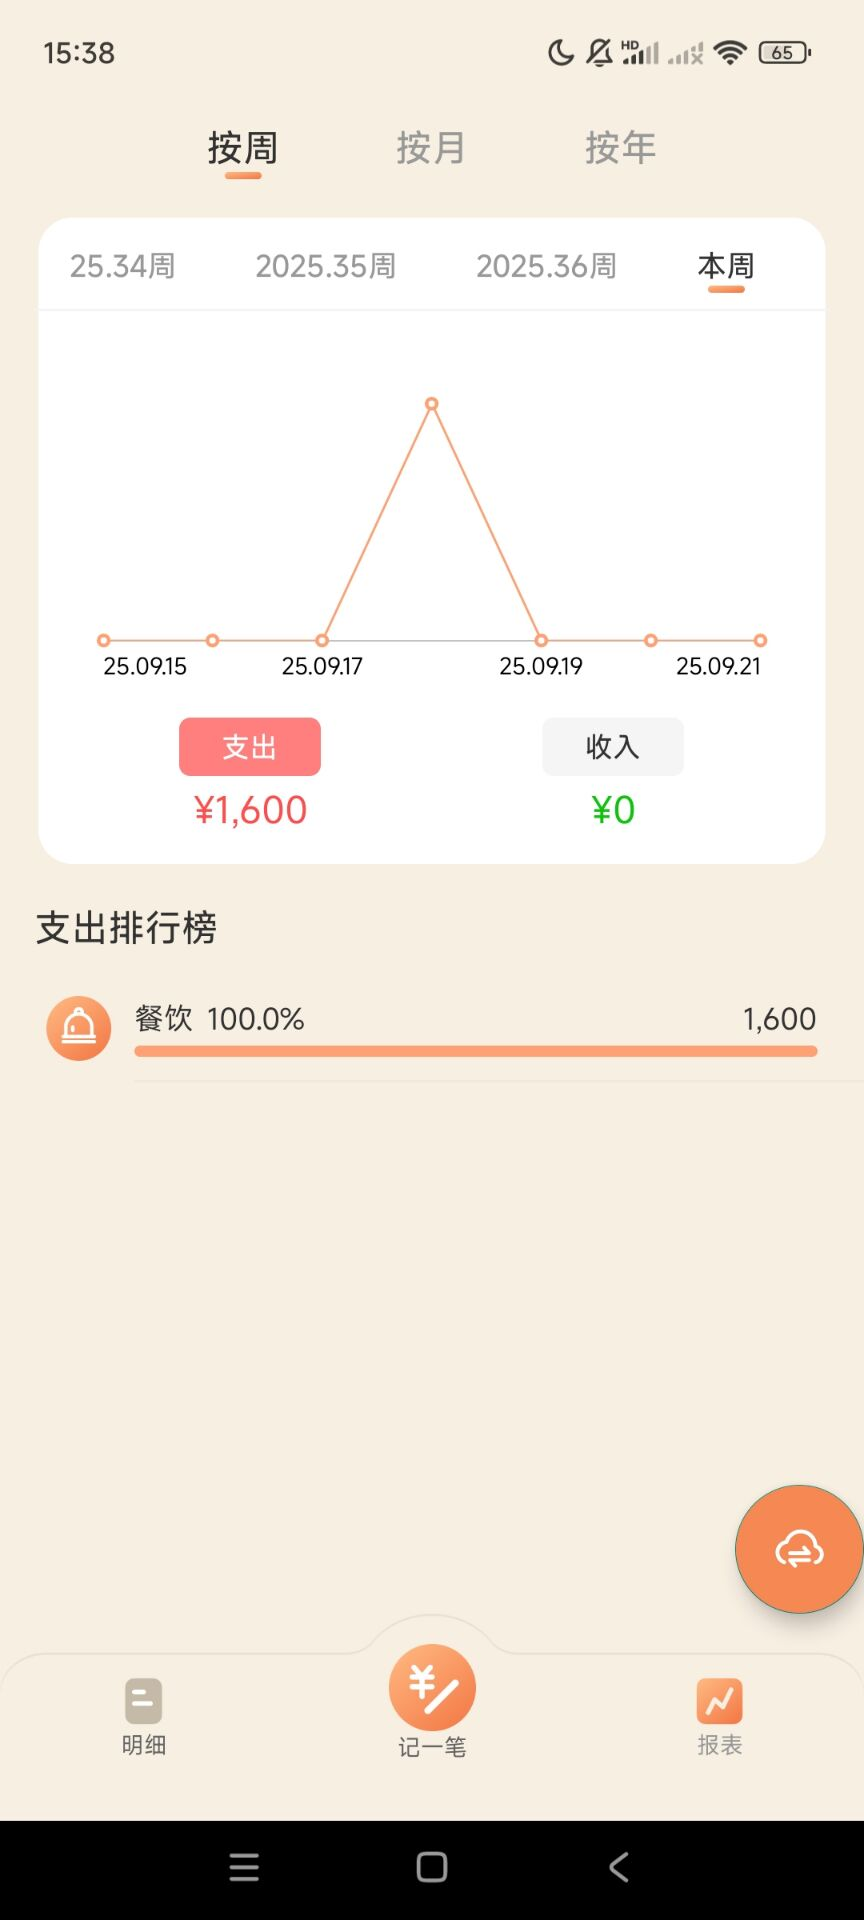 15:38
HD
65
按周 按月 按年
25.34周 2025.35周 2025.36周 本周
25.09.15 25.09.17 25.09.19 25.09.21
支出 收入
¥1,600 ¥0
支出排行榜
餐饮 100.0% 1,600
明细 记一笔 报表